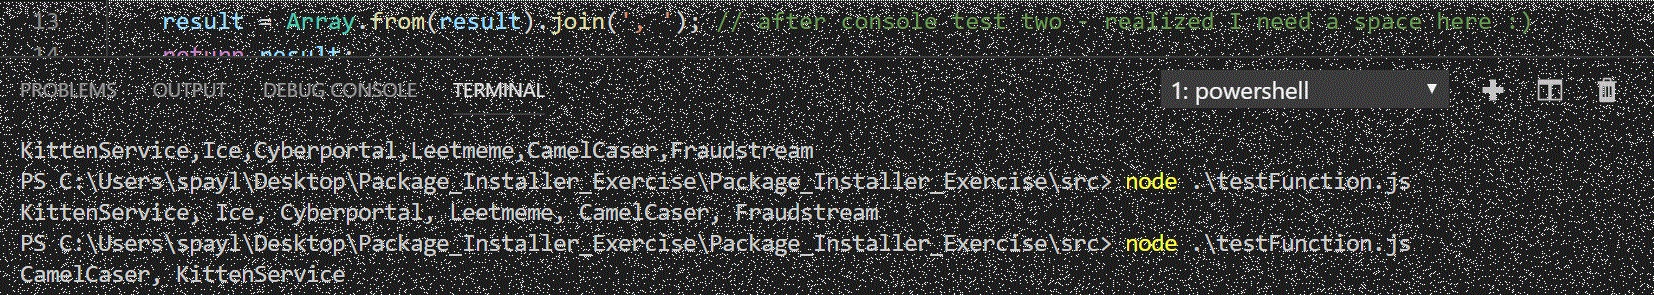 13 result = Array.from(result).join(', '); // after console test two - realized I need a space here :)
14 return result;
PROBLEMS OUTPUT DEBUG CONSOLE TERMINAL 1: powershell
KittenService,Ice,Cyberportal,Leetmeme,CamelCaser,Fraudstream
PS C:\Users\spayl\Desktop\Package_Installer_Exercise\Package_Installer_Exercise\src> node .\testFunction.js
KittenService, Ice, Cyberportal, Leetmeme, CamelCaser, Fraudstream
PS C:\Users\spayl\Desktop\Package_Installer_Exercise\Package_Installer_Exercise\src> node .\testFunction.js
CamelCaser, KittenService